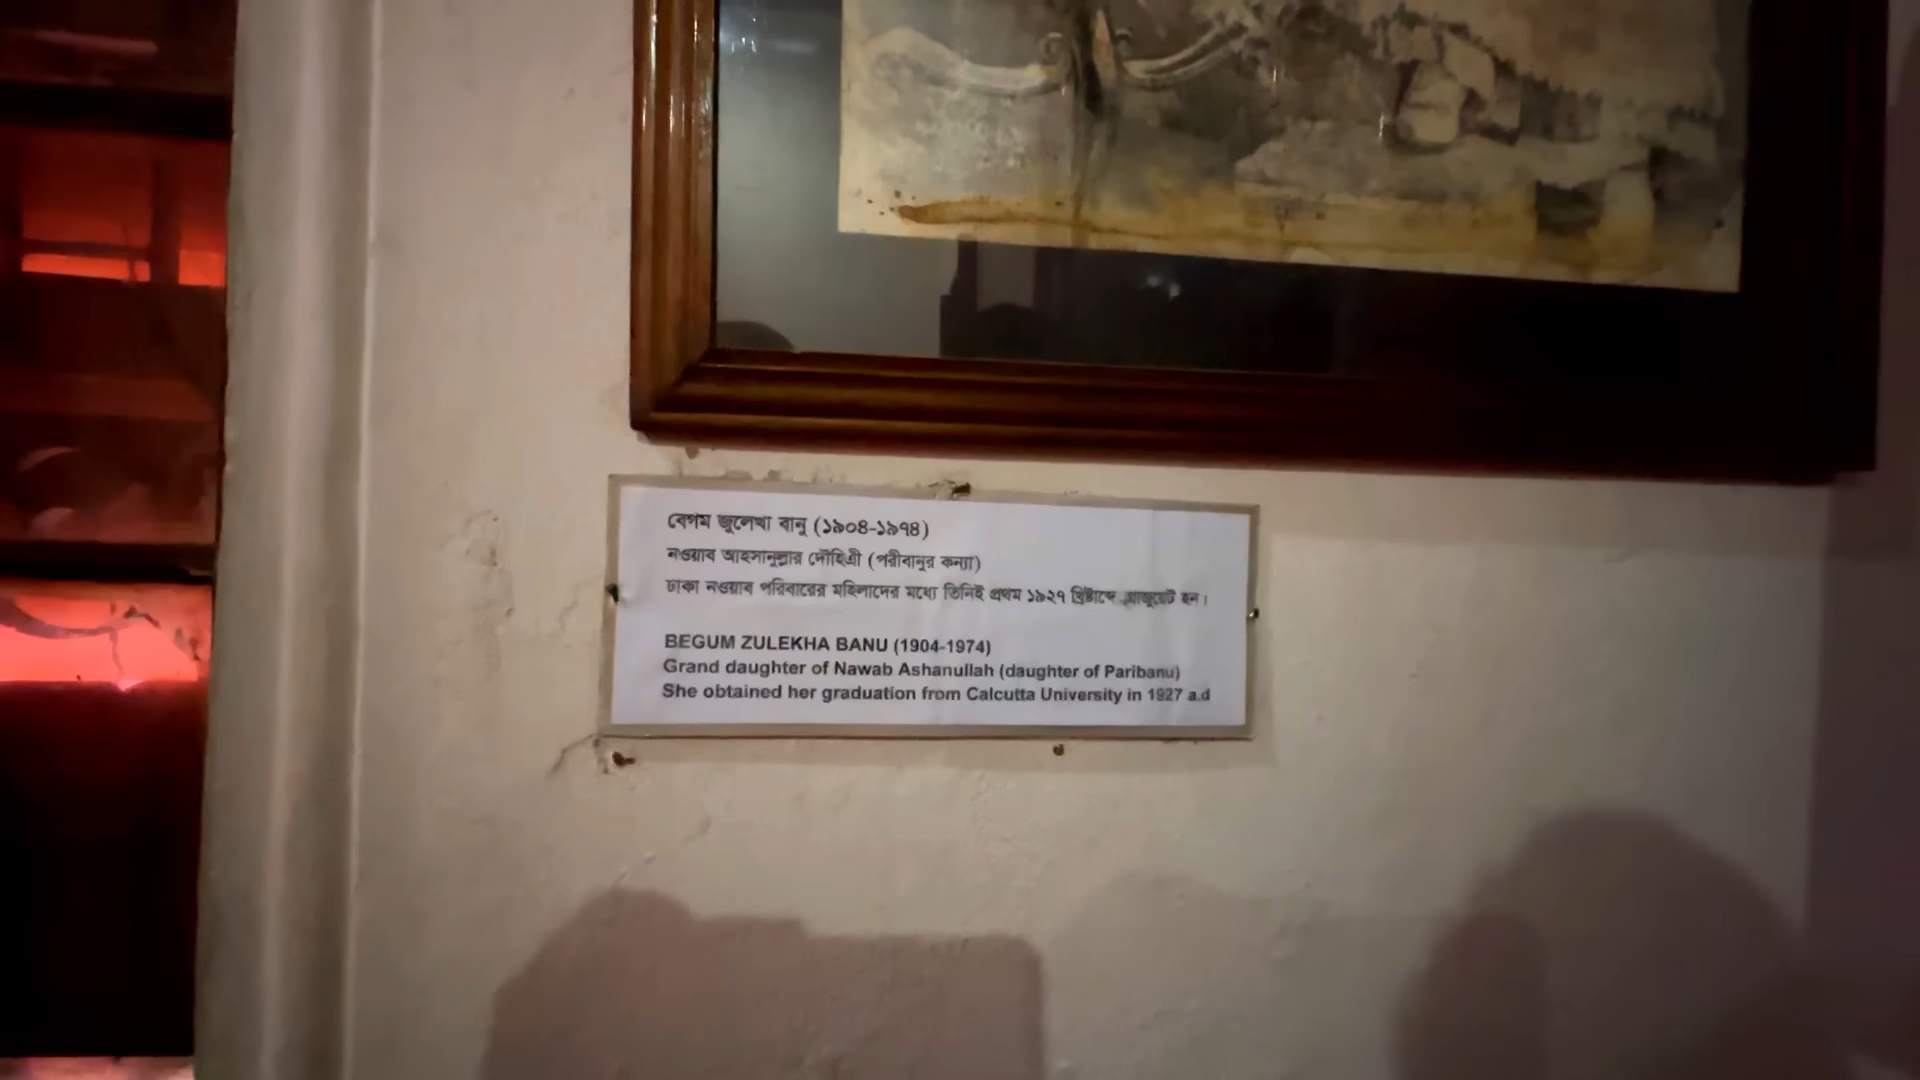 বেগম জুলেখা বানু (১৯০৪-১৯৭৪)
নওয়াব আহসানুল্লার দৌহিত্রী (পরীবানুর কন্যা)
ঢাকা নওয়াব পরিবারের মহিলাদের মধ্যে তিনিই প্রথম ১৯২৭ খ্রিষ্টাব্দে গ্রাজুয়েট হন।
BEGUM ZULEKHA BANU (1904-1974)
Grand daughter of Nawab Ashanullah (daughter of Paribanu)
She obtained her graduation from Calcutta University in 1927 a.d